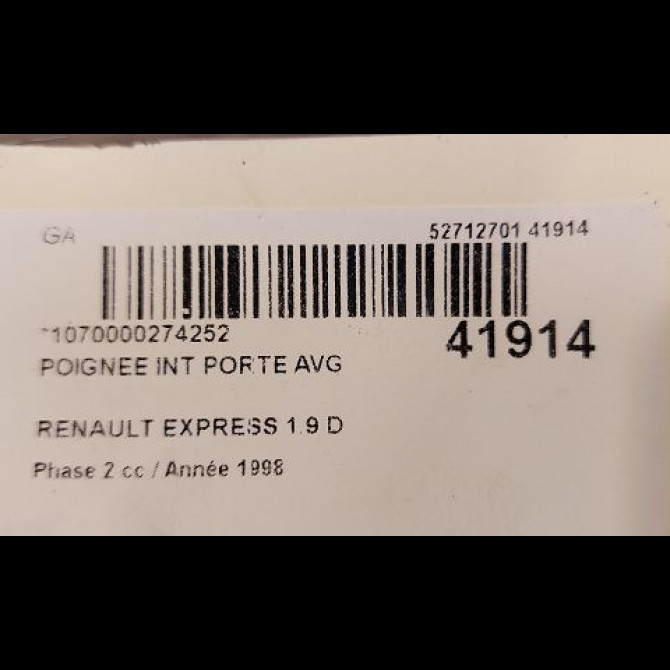 GA 52712701 41914
*1070000274252 41914
POIGNEE INT PORTE AVG
RENAULT EXPRESS 1.9 D
Phase 2 cc / Année 1998